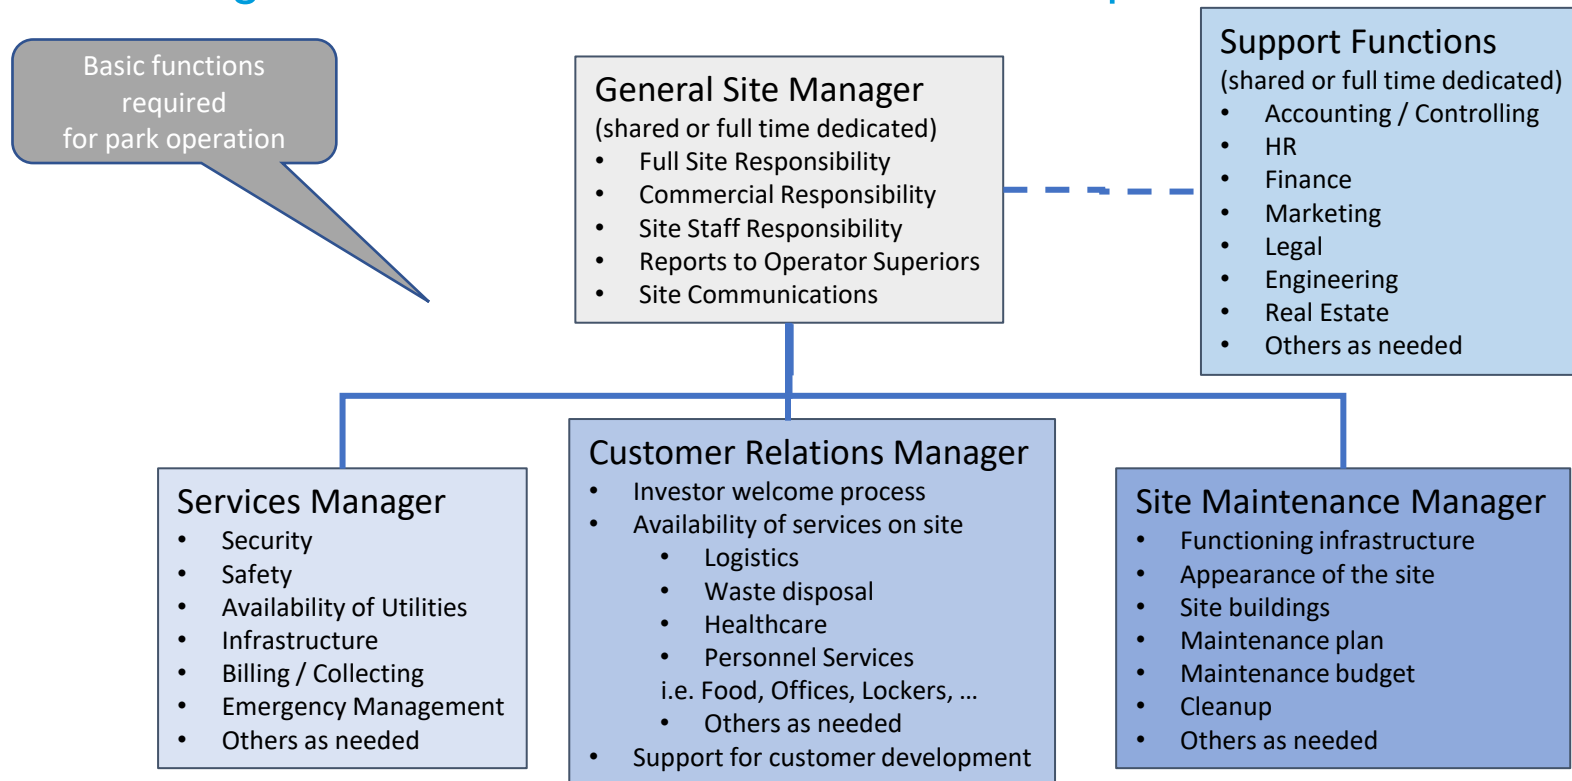 Basic functions
required
for park operation
General Site Manager
(shared or full time dedicated)
• Full Site Responsibility
• Commercial Responsibility
• Site Staff Responsibility
• Reports to Operator Superiors
• Site Communications
Support Functions
(shared or full time dedicated)
• Accounting / Controlling
• HR
• Finance
• Marketing
• Legal
• Engineering
• Real Estate
• Others as needed
Services Manager
• Security
• Safety
• Availability of Utilities
• Infrastructure
• Billing / Collecting
• Emergency Management
• Others as needed
Customer Relations Manager
• Investor welcome process
• Availability of services on site
• Logistics
• Waste disposal
• Healthcare
• Personnel Services
i.e. Food, Offices, Lockers, …
• Others as needed
• Support for customer development
Site Maintenance Manager
• Functioning infrastructure
• Appearance of the site
• Site buildings
• Maintenance plan
• Maintenance budget
• Cleanup
• Others as needed